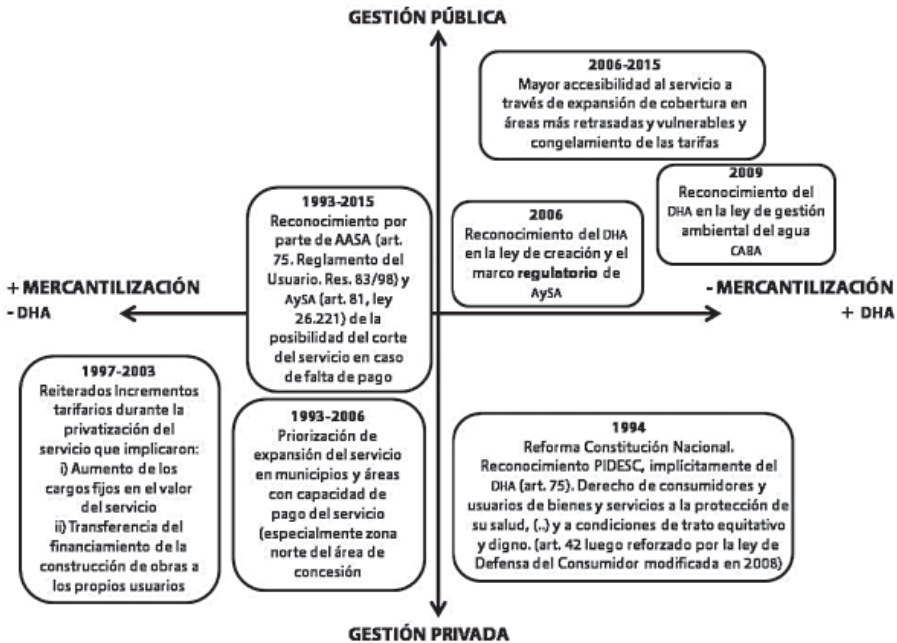 GESTIÓN PÚBLICA
2006-2015
Mayor accesibilidad al servicio a
través de expansión de cobertura en
áreas más retrasadas y vulnerables y
congelamiento de las tarifas
2009
Reconocimiento del
DHA en la ley de gestión
ambiental del agua
CABA
1993-2015
Reconocimiento por
parte de AASA (art.
75. Reglamento del
Usuario. Res. 83/98) y
AySA (art. 81, ley
26.221) de la
posibilidad del corte
del servicio en caso
de falta de pago
2006
Reconocimiento del DHA
en la ley de creación y el
marco regulatorio de
AySA
+ MERCANTILIZACIÓN
- DHA
- MERCANTILIZACIÓN
+ DHA
1997-2003
Reiterados Incrementos
tarifarios durante la
privatización del
servicio que implicaron:
i) Aumento de los
cargos fijos en el valor
del servicio
ii) Transferencia del
financiamiento de la
construcción de obras a
los propios usuarios
1993-2006
Priorización de
expansión del servicio
en municipios y áreas
con capacidad de
pago del servicio
(especialmente zona
norte del área de
concesión
1994
Reforma Constitución Nacional.
Reconocimiento PIDESC, implícitamente del
DHA (art. 75). Derecho de consumidores y
usuarios de bienes y servicios a la protección de
su salud, (..) y a condiciones de trato equitativo
y digno. (art. 42 luego reforzado por la ley de
Defensa del Consumidor modificada en 2008)
GESTIÓN PRIVADA